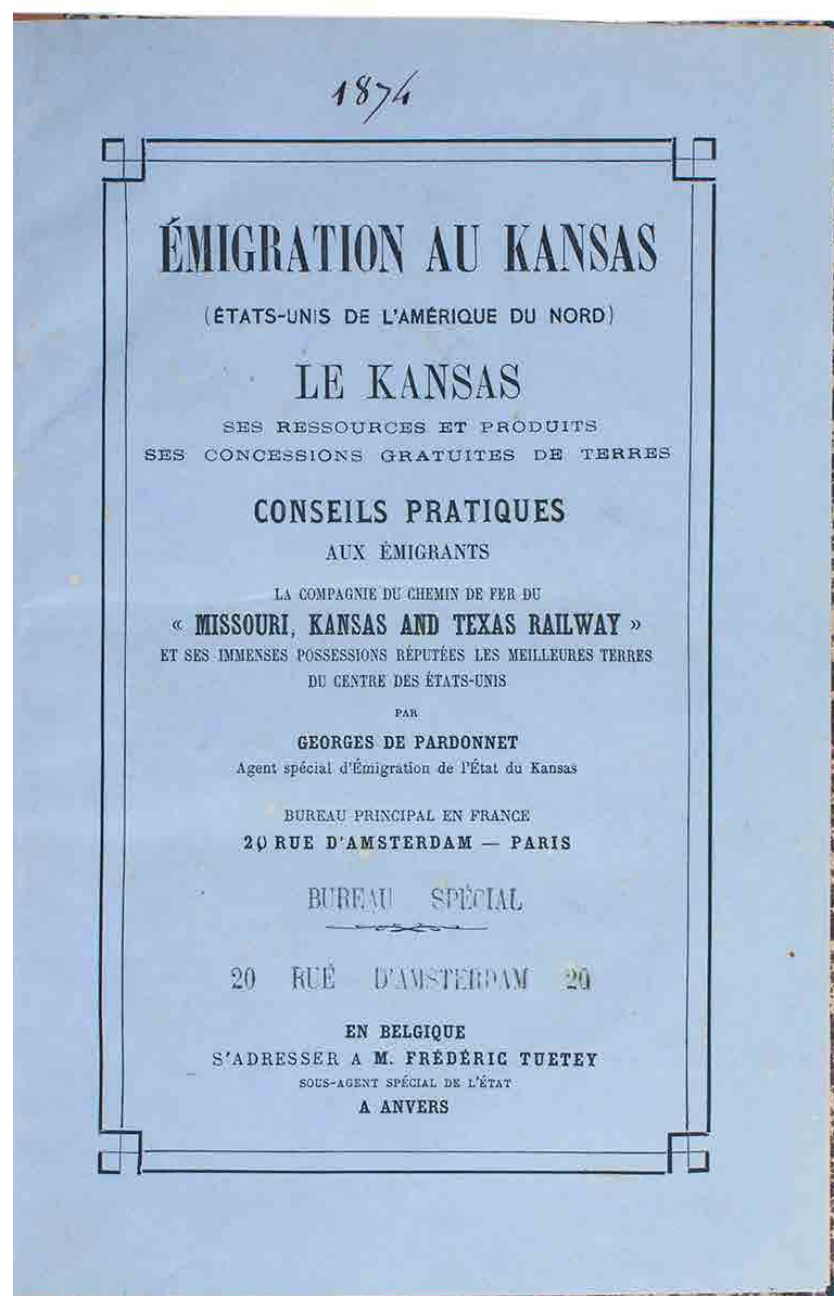 1874
ÉMIGRATION AU KANSAS
(ÉTATS-UNIS DE L'AMÉRIQUE DU NORD)
LE KANSAS
SES RESSOURCES ET PRODUITS
SES CONCESSIONS GRATUITES DE TERRES
CONSEILS PRATIQUES
AUX ÉMIGRANTS
LA COMPAGNIE DU CHEMIN DE FER DU
« MISSOURI, KANSAS AND TEXAS RAILWAY »
ET SES IMMENSES POSSESSIONS RÉPUTÉES LES MEILLEURES TERRES
DU CENTRE DES ÉTATS-UNIS
PAR
GEORGES DE PARDONNET
Agent spécial d'Émigration de l'État du Kansas
BUREAU PRINCIPAL EN FRANCE
20 RUE D'AMSTERDAM — PARIS
BUREAU SPÉCIAL
20 RUÉ D'AMSTERDAM 20
EN BELGIQUE
S'ADRESSER A M. FRÉDÉRIC TUETEY
SOUS-AGENT SPÉCIAL DE L'ÉTAT
A ANVERS